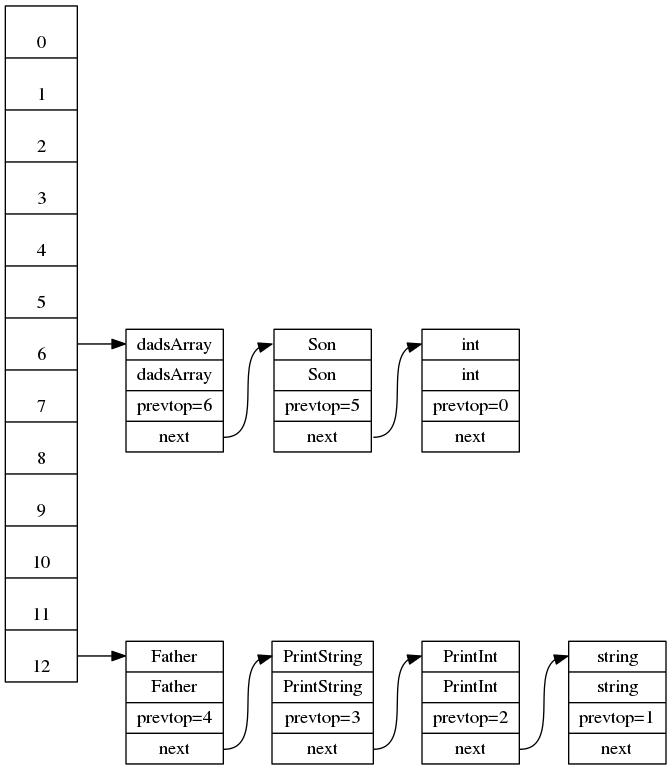 0
1
2
3
4
5
6
7
8
9
10
11
12
dadsArray
dadsArray
prevtop=6
next
Son
Son
prevtop=5
next
int
int
prevtop=0
next
Father
Father
prevtop=4
next
PrintString
PrintString
prevtop=3
next
PrintInt
PrintInt
prevtop=2
next
string
string
prevtop=1
next